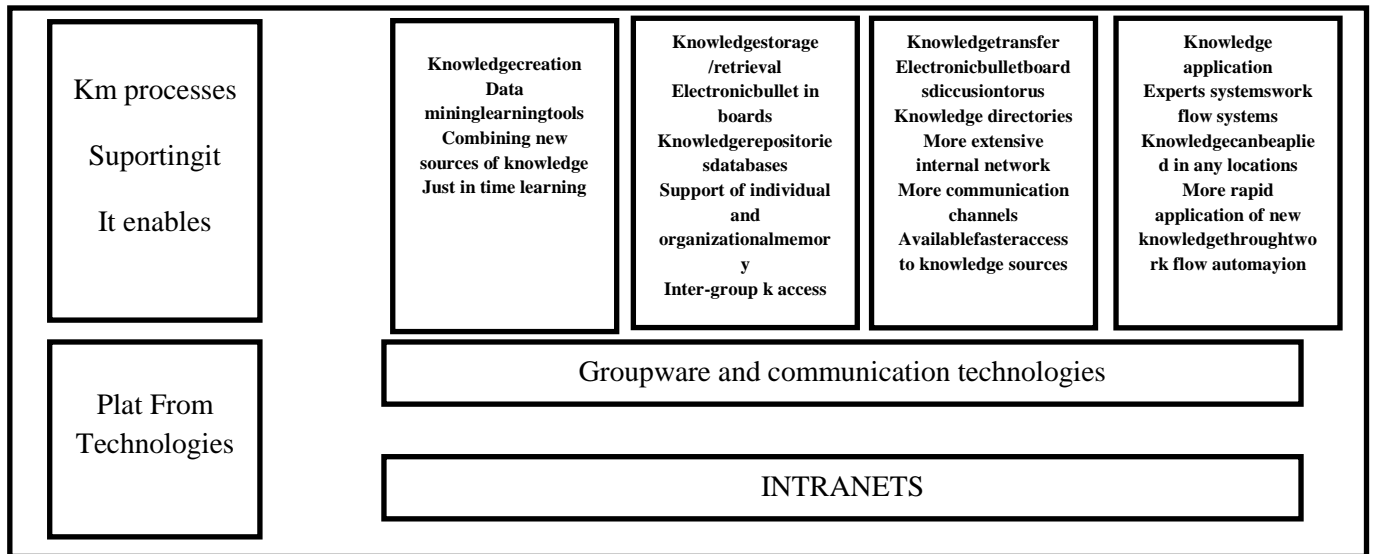 Km processes
Suportingit
It enables
Knowledgecreation
Data
mininglearningtools
Combining new
sources of knowledge
Just in time learning
Knowledgestorage
/retrieval
Electronicbullet in
boards
Knowledgerepositorie
sdatabases
Support of individual
and
organizationalmemor
y
Inter-group k access
Knowledgetransfer
Electronicbulletboard
sdiccusiontorus
Knowledge directories
More extensive
internal network
More communication
channels
Availablefasteraccess
to knowledge sources
Knowledge
application
Experts systemswork
flow systems
Knowledgecanbeaplie
d in any locations
More rapid
application of new
knowledgethroughtwo
rk flow automayion
Plat From
Technologies
Groupware and communication technologies
INTRANETS